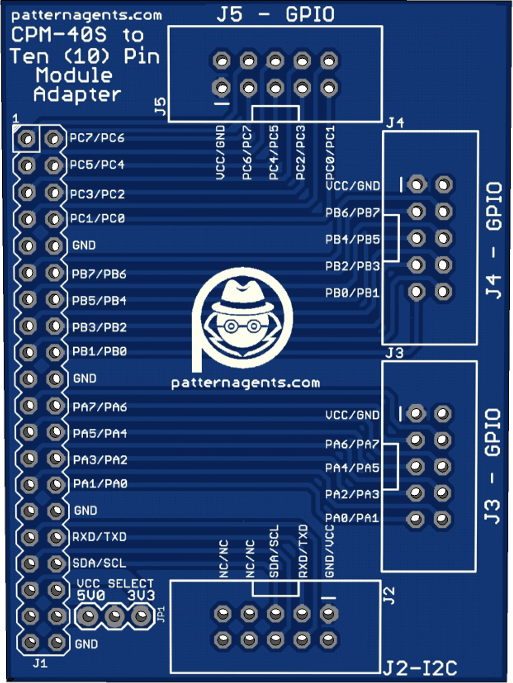 patternagents.com
CPM-40S to
Ten (10) Pin
Module
Adapter
J5 - GPIO
J5
VCC/GND
PC6/PC7
PC4/PC5
PC2/PC3
PC0/PC1
1
PC7/PC6
PC5/PC4
PC3/PC2
PC1/PC0
GND
PB7/PB6
PB5/PB4
PB3/PB2
PB1/PB0
GND
PA7/PA6
PA5/PA4
PA3/PA2
PA1/PA0
GND
RXD/TXD
SDA/SCL
VCC SELECT
5V0 3V3
JP1
GND
J1
J4
VCC/GND
PB6/PB7
PB4/PB5
PB2/PB3
PB0/PB1
J4 - GPIO
patternagents.com
J3
VCC/GND
PA6/PA7
PA4/PA5
PA2/PA3
PA0/PA1
J3 - GPIO
NC/NC
NC/NC
SDA/SCL
RXD/TXD
GND/VCC
J2
J2-I2C